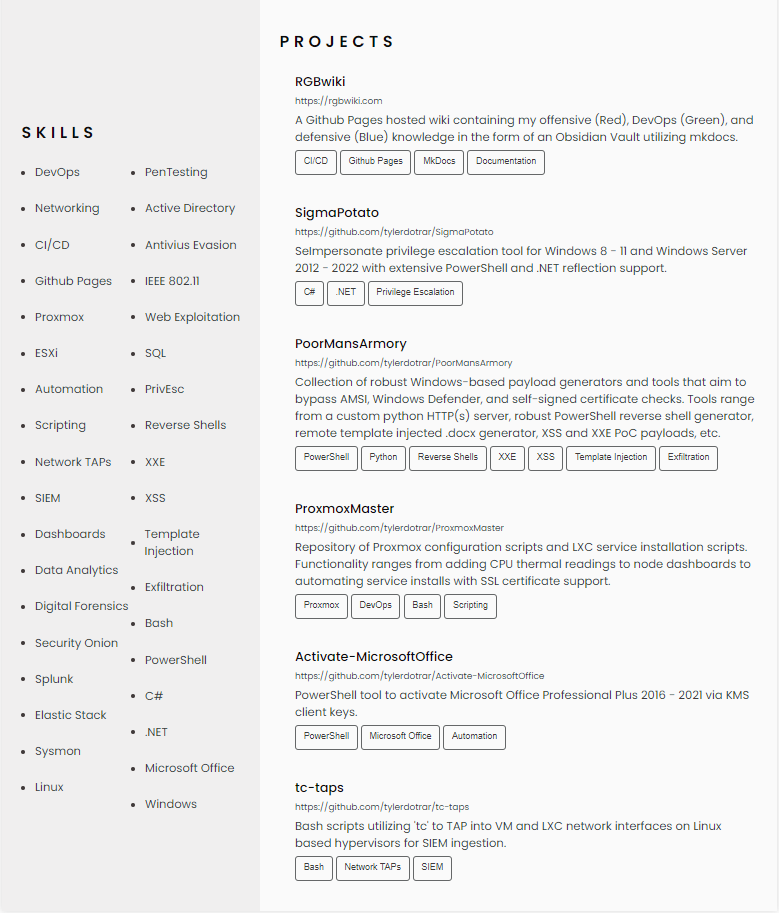 SKILLS
DevOps
Networking
CI/CD
Github Pages
Proxmox
ESXi
Automation
Scripting
Network TAPs
SIEM
Dashboards
Data Analytics
Digital Forensics
Security Onion
Splunk
Elastic Stack
Sysmon
Linux
PenTesting
Active Directory
Antivius Evasion
IEEE 802.11
Web Exploitation
SQL
PrivEsc
Reverse Shells
XXE
XSS
Template
Injection
Exfiltration
Bash
PowerShell
C#
.NET
Microsoft Office
Windows
PROJECTS
RGBwiki
https://rgbwiki.com
A Github Pages hosted wiki containing my offensive (Red), DevOps (Green), and
defensive (Blue) knowledge in the form of an Obsidian Vault utilizing mkdocs.
CI/CD Github Pages MkDocs Documentation
SigmaPotato
https://github.com/tylerdotrar/SigmaPotato
SeImpersonate privilege escalation tool for Windows 8 - 11 and Windows Server
2012 - 2022 with extensive PowerShell and .NET reflection support.
C# .NET Privilege Escalation
PoorMansArmory
https://github.com/tylerdotrar/PoorMansArmory
Collection of robust Windows-based payload generators and tools that aim to
bypass AMSI, Windows Defender, and self-signed certificate checks. Tools range
from a custom python HTTP(s) server, robust PowerShell reverse shell generator,
remote template injected .docx generator, XSS and XXE PoC payloads, etc.
PowerShell Python Reverse Shells XXE XSS Template Injection Exfiltration
ProxmoxMaster
https://github.com/tylerdotrar/ProxmoxMaster
Repository of Proxmox configuration scripts and LXC service installation scripts.
Functionality ranges from adding CPU thermal readings to node dashboards to
automating service installs with SSL certificate support.
Proxmox DevOps Bash Scripting
Activate-MicrosoftOffice
https://github.com/tylerdotrar/Activate-MicrosoftOffice
PowerShell tool to activate Microsoft Office Professional Plus 2016 - 2021 via KMS
client keys.
PowerShell Microsoft Office Automation
tc-taps
https://github.com/tylerdotrar/tc-taps
Bash scripts utilizing 'tc' to TAP into VM and LXC network interfaces on Linux
based hypervisors for SIEM ingestion.
Bash Network TAPs SIEM